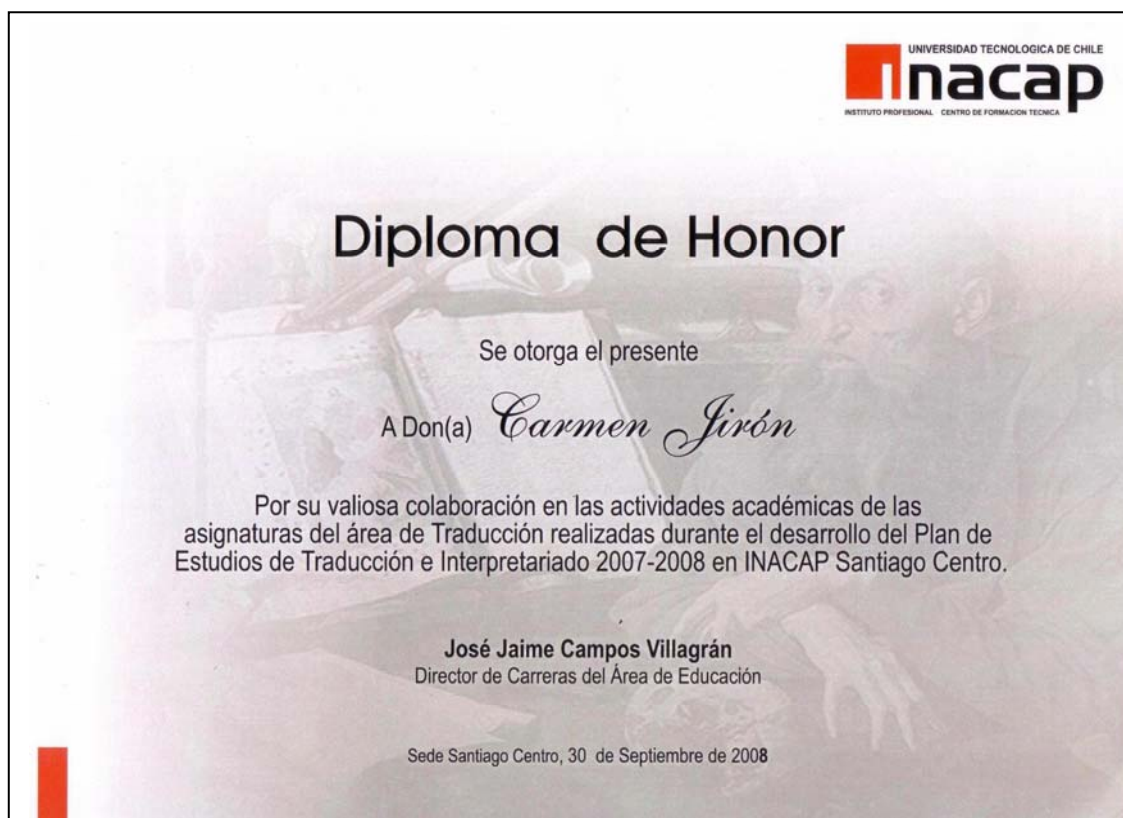 UNIVERSIDAD TECNOLOGICA DE CHILE
inacap
INSTITUTO PROFESIONAL CENTRO DE FORMACION TECNICA
Diploma de Honor
Se otorga el presente
A Don(a) Carmen Jirón
Por su valiosa colaboración en las actividades académicas de las
asignaturas del área de Traducción realizadas durante el desarrollo del Plan de
Estudios de Traducción e Interpretariado 2007-2008 en INACAP Santiago Centro.
José Jaime Campos Villagrán
Director de Carreras del Área de Educación
Sede Santiago Centro, 30 de Septiembre de 2008